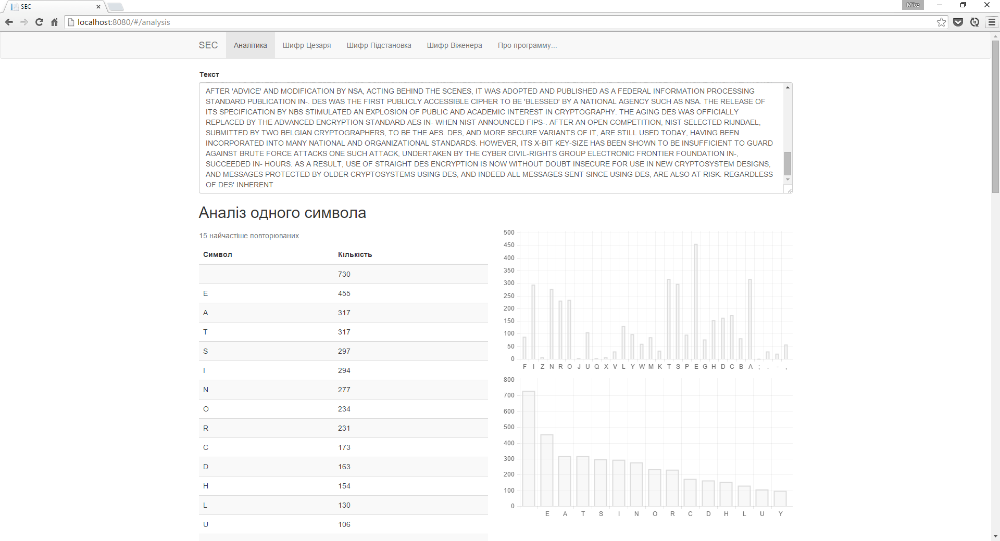 SEC
Mike
localhost:8080/#/analysis
SEC Аналітика Шифр Цезаря Шифр Підстановка Шифр Віженера Про программу...
Текст
AFTER 'ADVICE' AND MODIFICATION BY NSA, ACTING BEHIND THE SCENES, IT WAS ADOPTED AND PUBLISHED AS A FEDERAL INFORMATION PROCESSING
STANDARD PUBLICATION IN-. DES WAS THE FIRST PUBLICLY ACCESSIBLE CIPHER TO BE 'BLESSED' BY A NATIONAL AGENCY SUCH AS NSA. THE RELEASE OF
ITS SPECIFICATION BY NBS STIMULATED AN EXPLOSION OF PUBLIC AND ACADEMIC INTEREST IN CRYPTOGRAPHY. THE AGING DES WAS OFFICIALLY
REPLACED BY THE ADVANCED ENCRYPTION STANDARD AES IN- WHEN NIST ANNOUNCED FIPS-. AFTER AN OPEN COMPETITION, NIST SELECTED RIJNDAEL,
SUBMITTED BY TWO BELGIAN CRYPTOGRAPHERS, TO BE THE AES. DES, AND MORE SECURE VARIANTS OF IT, ARE STILL USED TODAY, HAVING BEEN
INCORPORATED INTO MANY NATIONAL AND ORGANIZATIONAL STANDARDS. HOWEVER, ITS X-BIT KEY-SIZE HAS BEEN SHOWN TO BE INSUFFICIENT TO GUARD
AGAINST BRUTE FORCE ATTACKS ONE SUCH ATTACK, UNDERTAKEN BY THE CYBER CIVIL-RIGHTS GROUP ELECTRONIC FRONTIER FOUNDATION IN-,
SUCCEEDED IN- HOURS. AS A RESULT, USE OF STRAIGHT DES ENCRYPTION IS NOW WITHOUT DOUBT INSECURE FOR USE IN NEW CRYPTOSYSTEM DESIGNS,
AND MESSAGES PROTECTED BY OLDER CRYPTOSYSTEMS USING DES, AND INDEED ALL MESSAGES SENT SINCE USING DES, ARE ALSO AT RISK. REGARDLESS
OF DES' INHERENT
Аналіз одного символа
15 найчастіше повторюваних
Символ Кількість
730
E 455
A 317
T 317
S 297
I 294
N 277
O 234
R 231
C 173
D 163
H 154
L 130
U 106
500
450
400
350
300
250
200
150
100
50
0
F I Z N R O J U Q X V L Y W M K T S P E G H D C B A ; . - ,
800
700
600
500
400
300
200
100
0
E A T S I N O R C D H L U Y